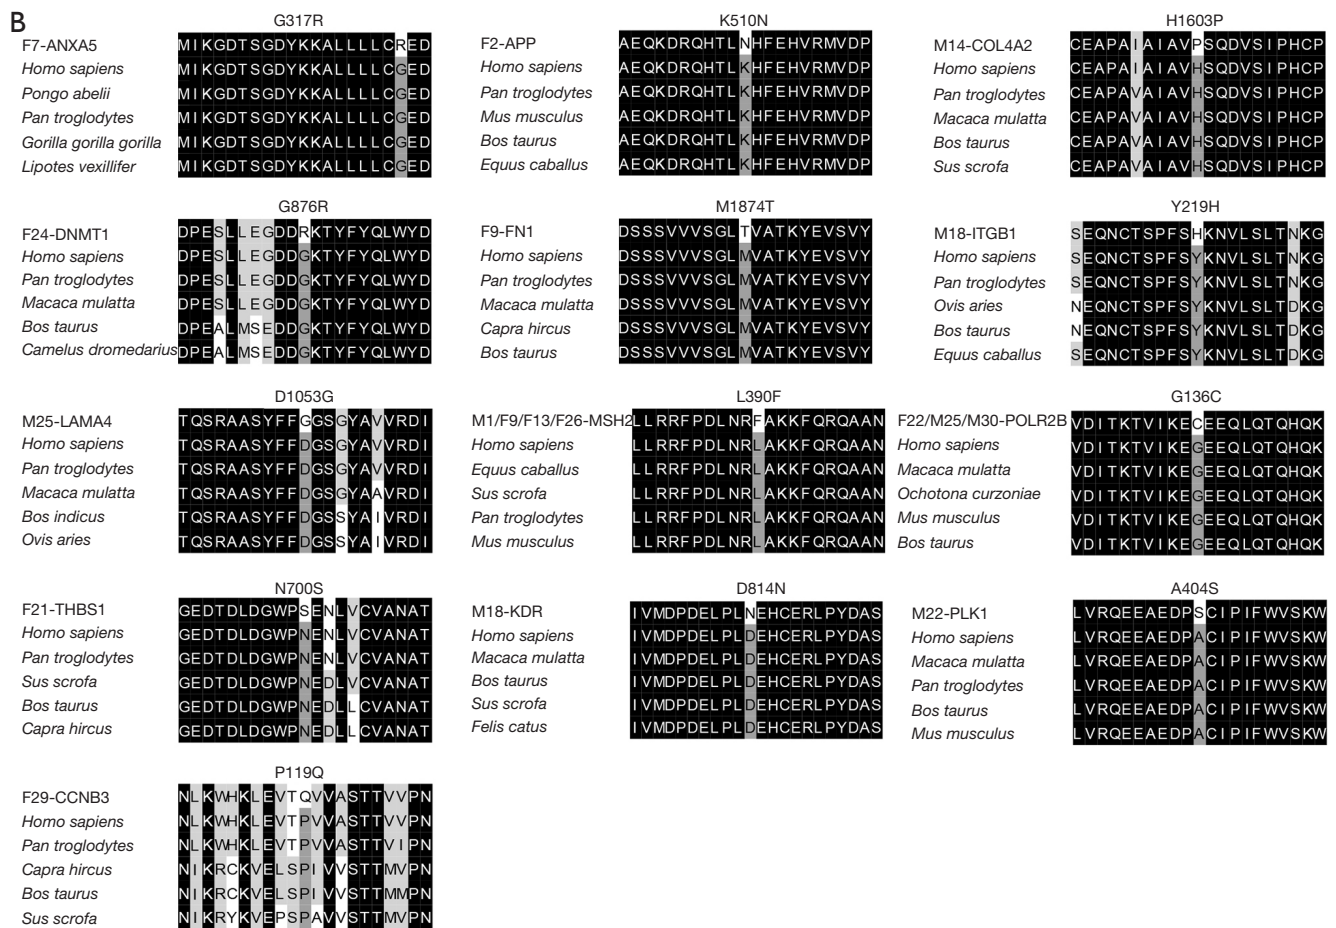 B
G317R
F7-ANXA5 MIKGDTSGDYKKALLLLCRED
Homo sapiens MIKGDTSGDYKKALLLLCGED
Pongo abelii MIKGDTSGDYKKALLLLCGED
Pan troglodytes MIKGDTSGDYKKALLLLCGED
Gorilla gorilla gorilla MIKGDTSGDYKKALLLLCGED
Lipotes vexillifer MIKGDTSGDYKKALLLLCGED
K510N
F2-APP AEQKDRQHTLNHFEHVRMVDP
Homo sapiens AEQKDRQHTLKHFEHVRMVDP
Pan troglodytes AEQKDRQHTLKHFEHVRMVDP
Mus musculus AEQKDRQHTLKHFEHVRMVDP
Bos taurus AEQKDRQHTLKHFEHVRMVDP
Equus caballus AEQKDRQHTLKHFEHVRMVDP
H1603P
M14-COL4A2 CEAPAIAIAVPSQDVSIPHCP
Homo sapiens CEAPAIAIAVHSQDVSIPHCP
Pan troglodytes CEAPAVAIAVHSQDVSIPHCP
Macaca mulatta CEAPAVAIAVHSQDVSIPHCP
Bos taurus CEAPAVAIAVHSQDVSIPHCP
Sus scrofa CEAPAVAIAVHSQDVSIPHCP
G876R
F24-DNMT1 DPESLLEGDDRKTYFYQLWYD
Homo sapiens DPESLLEGDDGKTYFYQLWYD
Pan troglodytes DPESLLEGDDGKTYFYQLWYD
Macaca mulatta DPESLLEGDDGKTYFYQLWYD
Bos taurus DPEALMSEDDGKTYFYQLWYD
Camelus dromedarius DPEALMSEDDGKTYFYQLWYD
M1874T
F9-FN1 DSSSVVVSGLTVATKYEVSVY
Homo sapiens DSSSVVVSGLMVATKYEVSVY
Pan troglodytes DSSSVVVSGLMVATKYEVSVY
Macaca mulatta DSSSVVVSGLMVATKYEVSVY
Capra hircus DSSSVVVSGLMVATKYEVSVY
Bos taurus DSSSVVVSGLMVATKYEVSVY
Y219H
M18-ITGB1 SEQNCTSPFSHKNVLSLTNKG
Homo sapiens SEQNCTSPFSYKNVLSLTNKG
Pan troglodytes SEQNCTSPFSYKNVLSLTNKG
Ovis aries NEQNCTSPFSYKNVLSLTDKG
Bos taurus NEQNCTSPFSYKNVLSLTDKG
Equus caballus SEQNCTSPFSYKNVLSLTDKG
D1053G
M25-LAMA4 TQSRAASYFFGGSGYAVVRDI
Homo sapiens TQSRAASYFFDGSGYAVVRDI
Pan troglodytes TQSRAASYFFDGSGYAVVRDI
Macaca mulatta TQSRAASYFFDGSGYAAVRDI
Bos indicus TQSRAASYFFDGSSYAIVRDI
Ovis aries TQSRAASYFFDGSSYAIVRDI
L390F
M1/F9/F13/F26-MSH2 LLRRFPDLNRFAKKFQRQAAN
Homo sapiens LLRRFPDLNRLAKKFQRQAAN
Equus caballus LLRRFPDLNRLAKKFQRQAAN
Sus scrofa LLRRFPDLNRLAKKFQRQAAN
Pan troglodytes LLRRFPDLNRLAKKFQRQAAN
Mus musculus LLRRFPDLNRLAKKFQRQAAN
G136C
F22/M25/M30-POLR2B VDITKTVIKECEEQLQTQHQK
Homo sapiens VDITKTVIKEGEEQLQTQHQK
Macaca mulatta VDITKTVIKEGEEQLQTQHQK
Ochotona curzoniae VDITKTVIKEGEEQLQTQHQK
Mus musculus VDITKTVIKEGEEQLQTQHQK
Bos taurus VDITKTVIKEGEEQLQTQHQK
N700S
F21-THBS1 GEDTDLDGWPSENLVCVANAT
Homo sapiens GEDTDLDGWPNENLVCVANAT
Pan troglodytes GEDTDLDGWPNENLVCVANAT
Sus scrofa GEDTDLDGWPNEDLVCVANAT
Bos taurus GEDTDLDGWPNEDLLCVANAT
Capra hircus GEDTDLDGWPNEDLLCVANAT
D814N
M18-KDR IVMDPDELPLNEHCERLPYDAS
Homo sapiens IVMDPDELPLDEHCERLPYDAS
Macaca mulatta IVMDPDELPLDEHCERLPYDAS
Bos taurus IVMDPDELPLDEHCERLPYDAS
Sus scrofa IVMDPDELPLDEHCERLPYDAS
Felis catus IVMDPDELPLDEHCERLPYDAS
A404S
M22-PLK1 LVRQEEAEDPSCIPIFWVSKW
Homo sapiens LVRQEEAEDPACIPIFWVSKW
Macaca mulatta LVRQEEAEDPACIPIFWVSKW
Pan troglodytes LVRQEEAEDPACIPIFWVSKW
Bos taurus LVRQEEAEDPACIPIFWVSKW
Mus musculus LVRQEEAEDPACIPIFWVSKW
P119Q
F29-CCNB3 NLKWHKLEVTQVVASTTVVPN
Homo sapiens NLKWHKLEVTPVVASTTVVPN
Pan troglodytes NLKWHKLEVTPVVASTTVIPN
Capra hircus NIKRCKVELSPIVVSTTMVPN
Bos taurus NIKRCKVELSPIVVSTTMMPN
Sus scrofa NIKRYKVEPSPAVVSTTMVPN